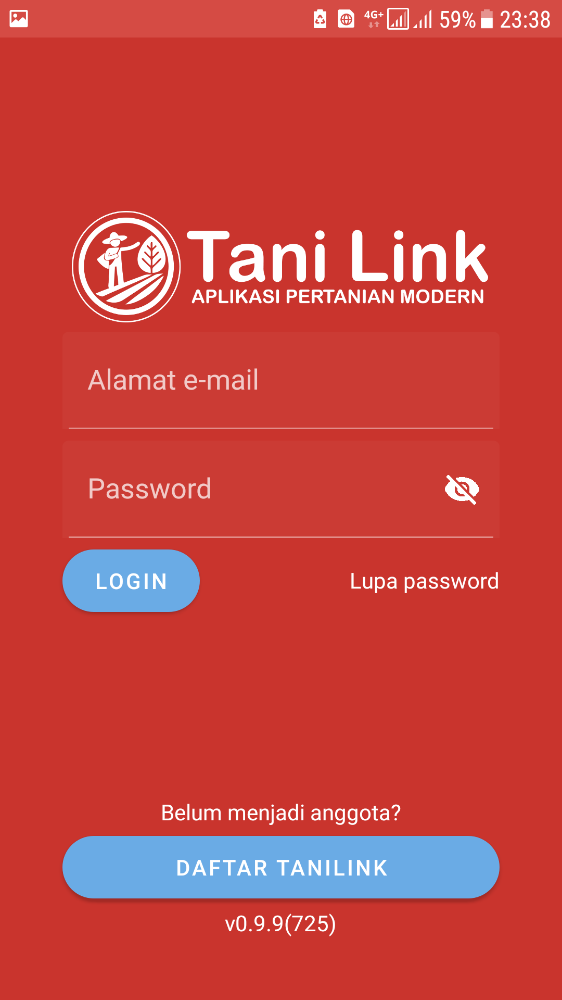 4G+ 59% 23:38
Tani Link
APLIKASI PERTANIAN MODERN
Alamat e-mail
Password
LOGIN
Lupa password
Belum menjadi anggota?
DAFTAR TANILINK
v0.9.9(725)